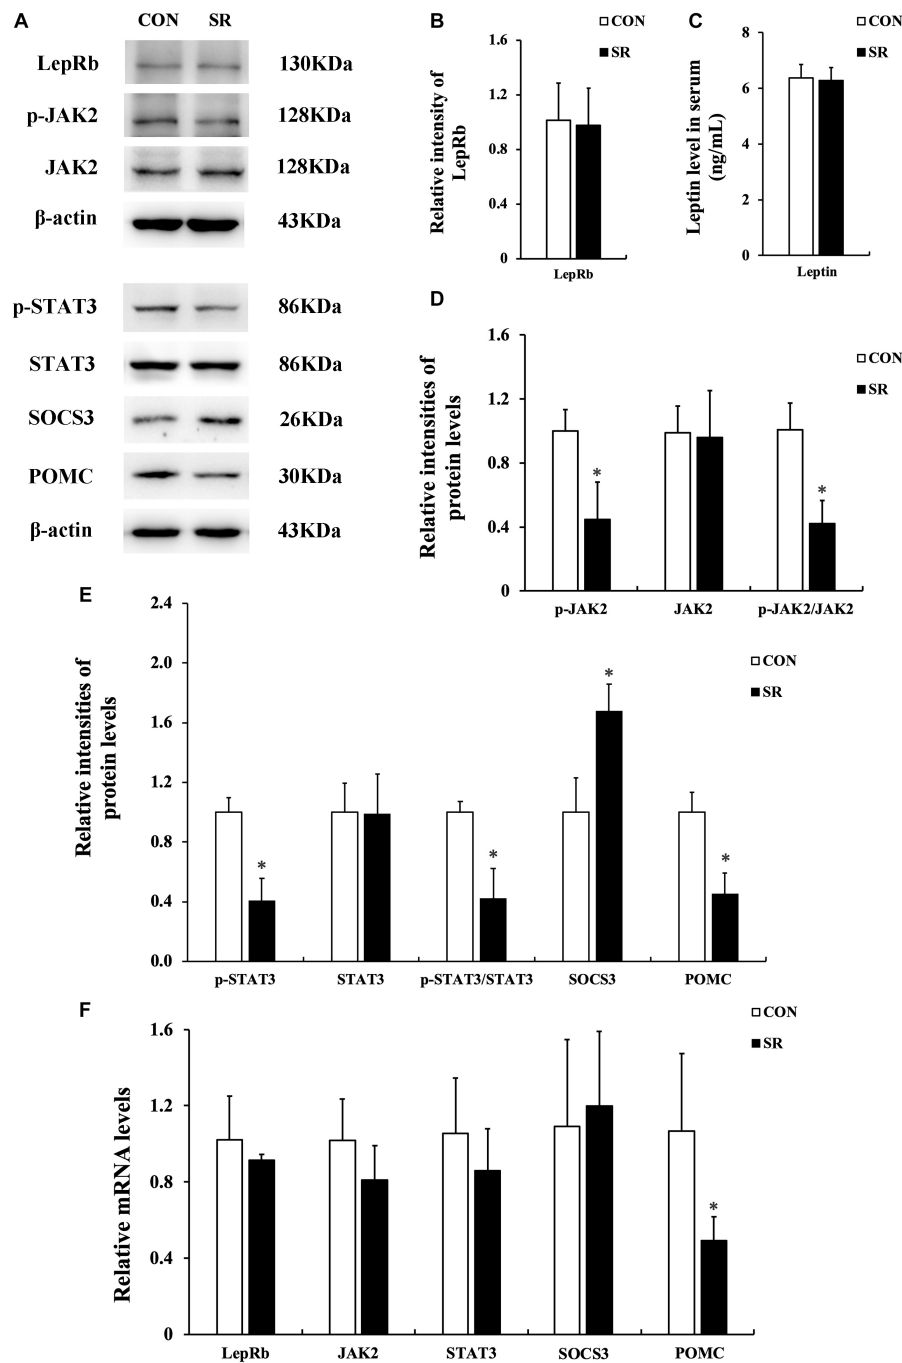 A
CON SR
LepRb 130KDa
p-JAK2 128KDa
JAK2 128KDa
β-actin 43KDa
p-STAT3 86KDa
STAT3 86KDa
SOCS3 26KDa
POMC 30KDa
β-actin 43KDa
B
CON
SR
Relative intensity of
LepRb
1.6
1.2
0.8
0.4
0
LepRb
C
CON
SR
Leptin level in serum
(ng/mL)
8
6
4
2
0
Leptin
D
CON
SR
Relative intensities of
protein levels
1.6
1.2
0.8
0.4
0
* *
p-JAK2 JAK2 p-JAK2/JAK2
E
CON
SR
Relative intensities of
protein levels
2.4
2.0
1.6
1.2
0.8
0.4
0.0
* * * *
p-STAT3 STAT3 p-STAT3/STAT3 SOCS3 POMC
F
CON
SR
Relative mRNA levels
1.6
1.2
0.8
0.4
0
*
LepRb JAK2 STAT3 SOCS3 POMC